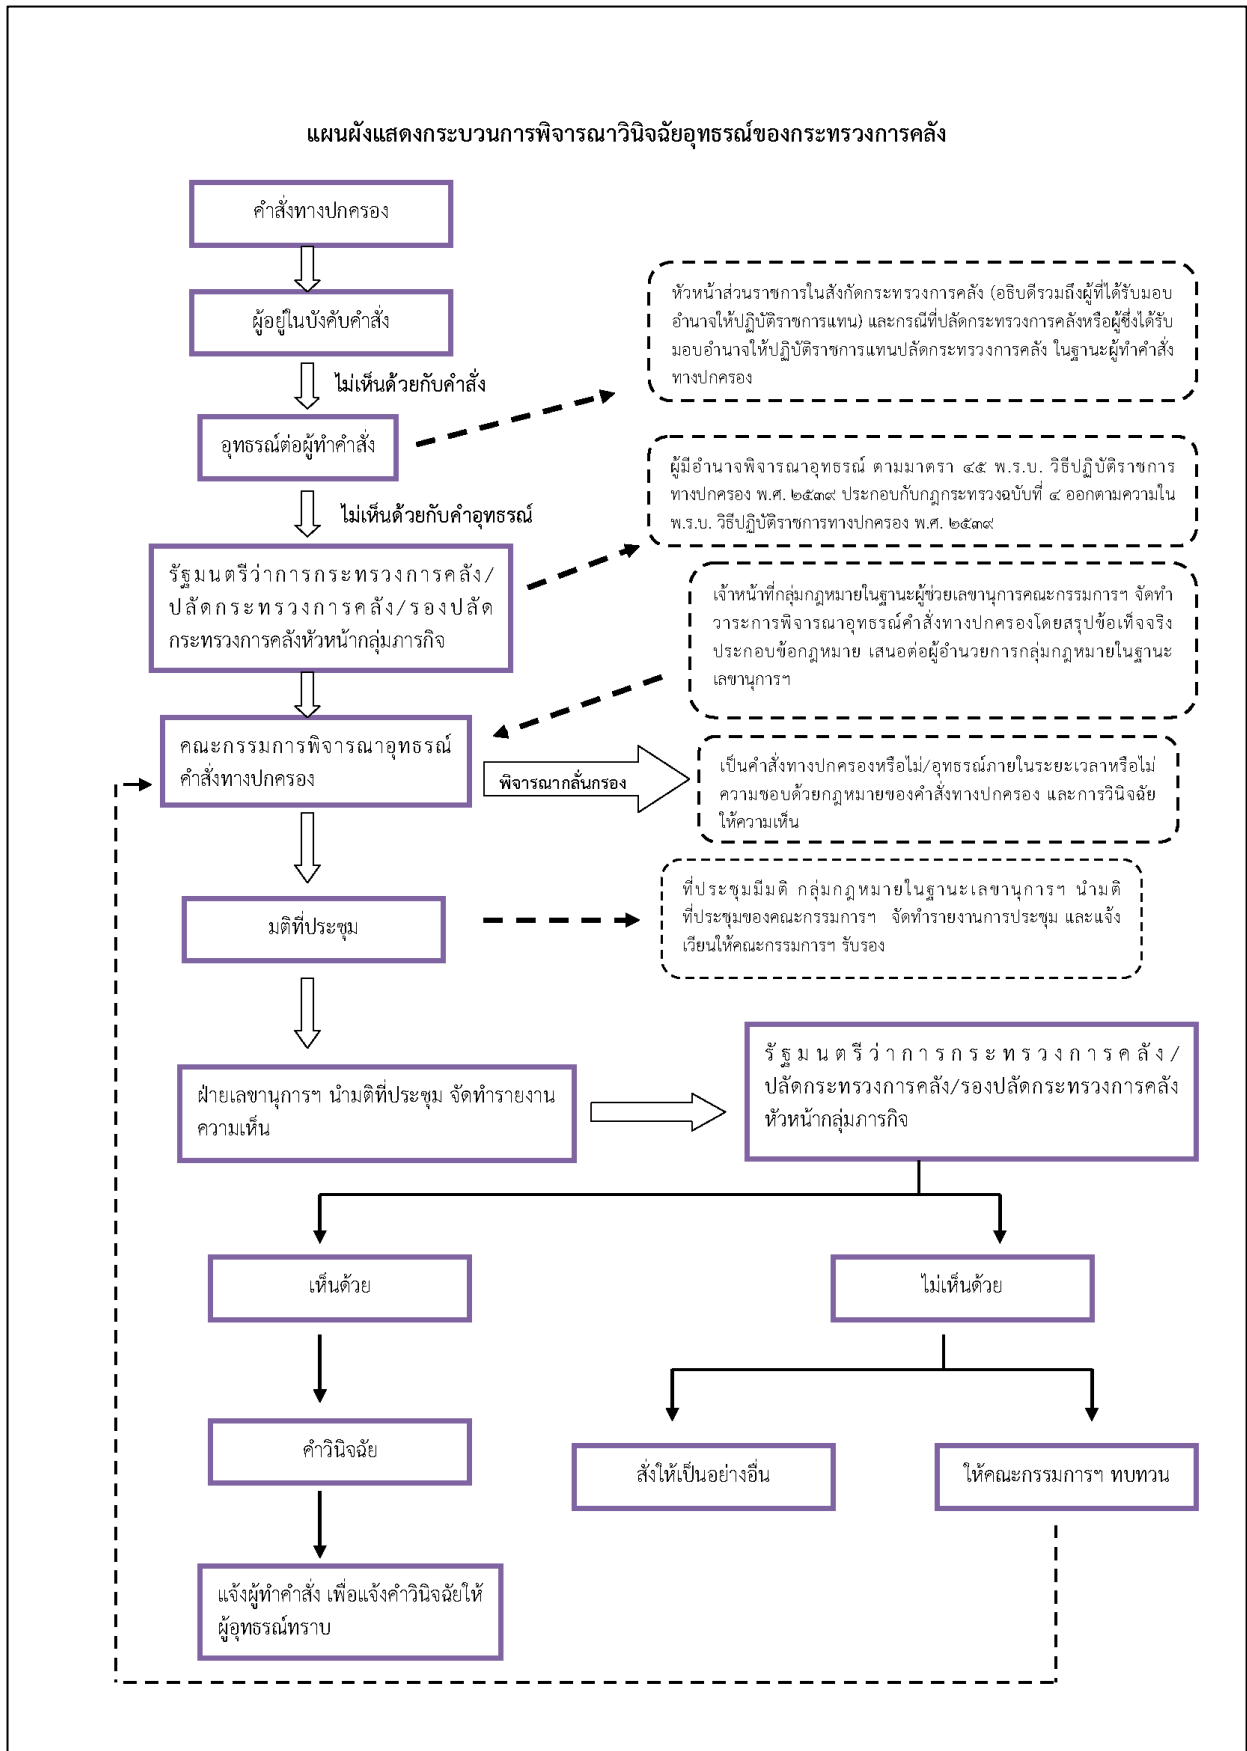 แผนผังแสดงกระบวนการพิจารณาวินิจฉัยอุทธรณ์ของกระทรวงการคลัง
คำสั่งทางปกครอง
ผู้อยู่ในบังคับคำสั่ง
หัวหน้าส่วนราชการในสังกัดกระทรวงการคลัง (อธิบดีรวมถึงผู้ที่ได้รับมอบ
อำนาจให้ปฏิบัติราชการแทน) และกรณีที่ปลัดกระทรวงการคลังหรือผู้ซึ่งได้รับ
มอบอำนาจให้ปฏิบัติราชการแทนปลัดกระทรวงการคลัง ในฐานะผู้ทำคำสั่ง
ทางปกครอง
ไม่เห็นด้วยกับคำสั่ง
อุทธรณ์ต่อผู้ทำคำสั่ง
ผู้มีอำนาจพิจารณาอุทธรณ์ ตามมาตรา ๔๕ พ.ร.บ. วิธีปฏิบัติราชการ
ทางปกครอง พ.ศ. ๒๕๓๙ ประกอบกับกฎกระทรวงฉบับที่ ๔ ออกตามความใน
พ.ร.บ. วิธีปฏิบัติราชการทางปกครอง พ.ศ. ๒๕๓๙
ไม่เห็นด้วยกับคำอุทธรณ์
รัฐมนตรีว่าการกระทรวงการคลัง/
ปลัดกระทรวงการคลัง/รองปลัด
กระทรวงการคลังหัวหน้ากลุ่มภารกิจ
เจ้าหน้าที่กลุ่มกฎหมายในฐานะผู้ช่วยเลขานุการคณะกรรมการฯ จัดทำ
วาระการพิจารณาอุทธรณ์คำสั่งทางปกครองโดยสรุปข้อเท็จจริง
ประกอบข้อกฎหมาย เสนอต่อผู้อำนวยการกลุ่มกฎหมายในฐานะ
เลขานุการฯ
คณะกรรมการพิจารณาอุทธรณ์
คำสั่งทางปกครอง
พิจารณากลั่นกรอง
เป็นคำสั่งทางปกครองหรือไม่/อุทธรณ์ภายในระยะเวลาหรือไม่
ความชอบด้วยกฎหมายของคำสั่งทางปกครอง และการวินิจฉัย
ให้ความเห็น
มติที่ประชุม
ที่ประชุมมีมติ กลุ่มกฎหมายในฐานะเลขานุการฯ นำมติ
ที่ประชุมของคณะกรรมการฯ จัดทำรายงานการประชุม และแจ้ง
เวียนให้คณะกรรมการฯ รับรอง
ฝ่ายเลขานุการฯ นำมติที่ประชุม จัดทำรายงาน
ความเห็น
รัฐมนตรีว่าการกระทรวงการคลัง/
ปลัดกระทรวงการคลัง/รองปลัดกระทรวงการคลัง
หัวหน้ากลุ่มภารกิจ
เห็นด้วย
ไม่เห็นด้วย
คำวินิจฉัย
สั่งให้เป็นอย่างอื่น
ให้คณะกรรมการฯ ทบทวน
แจ้งผู้ทำคำสั่ง เพื่อแจ้งคำวินิจฉัยให้
ผู้อุทธรณ์ทราบ